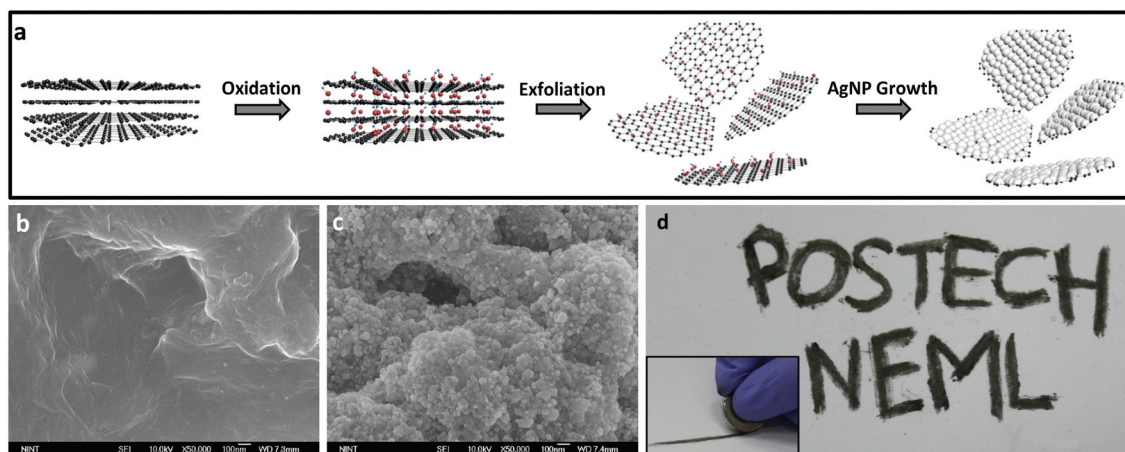 a
Oxidation
Exfoliation
AgNP Growth
b
NINT SEI 10.0kV X50,000 100nm WD 7.3mm
c
NINT SEI 10.0kV X50,000 100nm WD 7.4mm
d
POSTECH
NEML